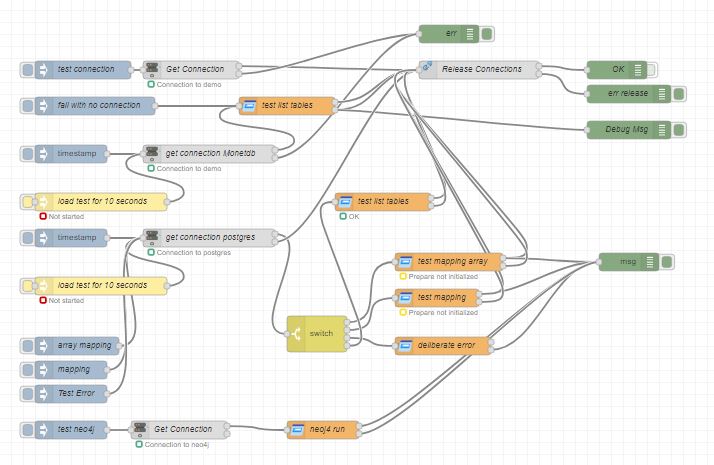 err
test connection
Get Connection
Connection to demo
Release Connections
OK
err release
fail with no connection
test list tables
Debug Msg
timestamp
get connection Monetdb
Connection to demo
load test for 10 seconds
Not started
test list tables
OK
timestamp
get connection postgres
Connection to postgres
test mapping array
Prepare not initialized
msg
load test for 10 seconds
Not started
test mapping
Prepare not initialized
switch
array mapping
deliberate error
mapping
Test Error
test neo4j
Get Connection
Connection to neo4j
neoj4 run